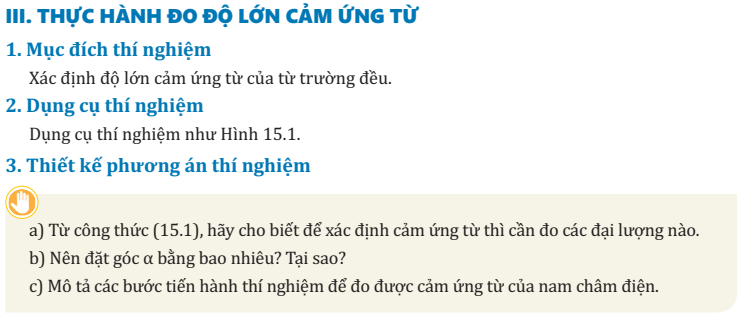 III. THỰC HÀNH ĐO ĐỘ LỚN CẢM ỨNG TỪ
1. Mục đích thí nghiệm
Xác định độ lớn cảm ứng từ của từ trường đều.
2. Dụng cụ thí nghiệm
Dụng cụ thí nghiệm như Hình 15.1.
3. Thiết kế phương án thí nghiệm
a) Từ công thức (15.1), hãy cho biết để xác định cảm ứng từ thì cần đo các đại lượng nào.
b) Nên đặt góc α bằng bao nhiêu? Tại sao?
c) Mô tả các bước tiến hành thí nghiệm để đo được cảm ứng từ của nam châm điện.